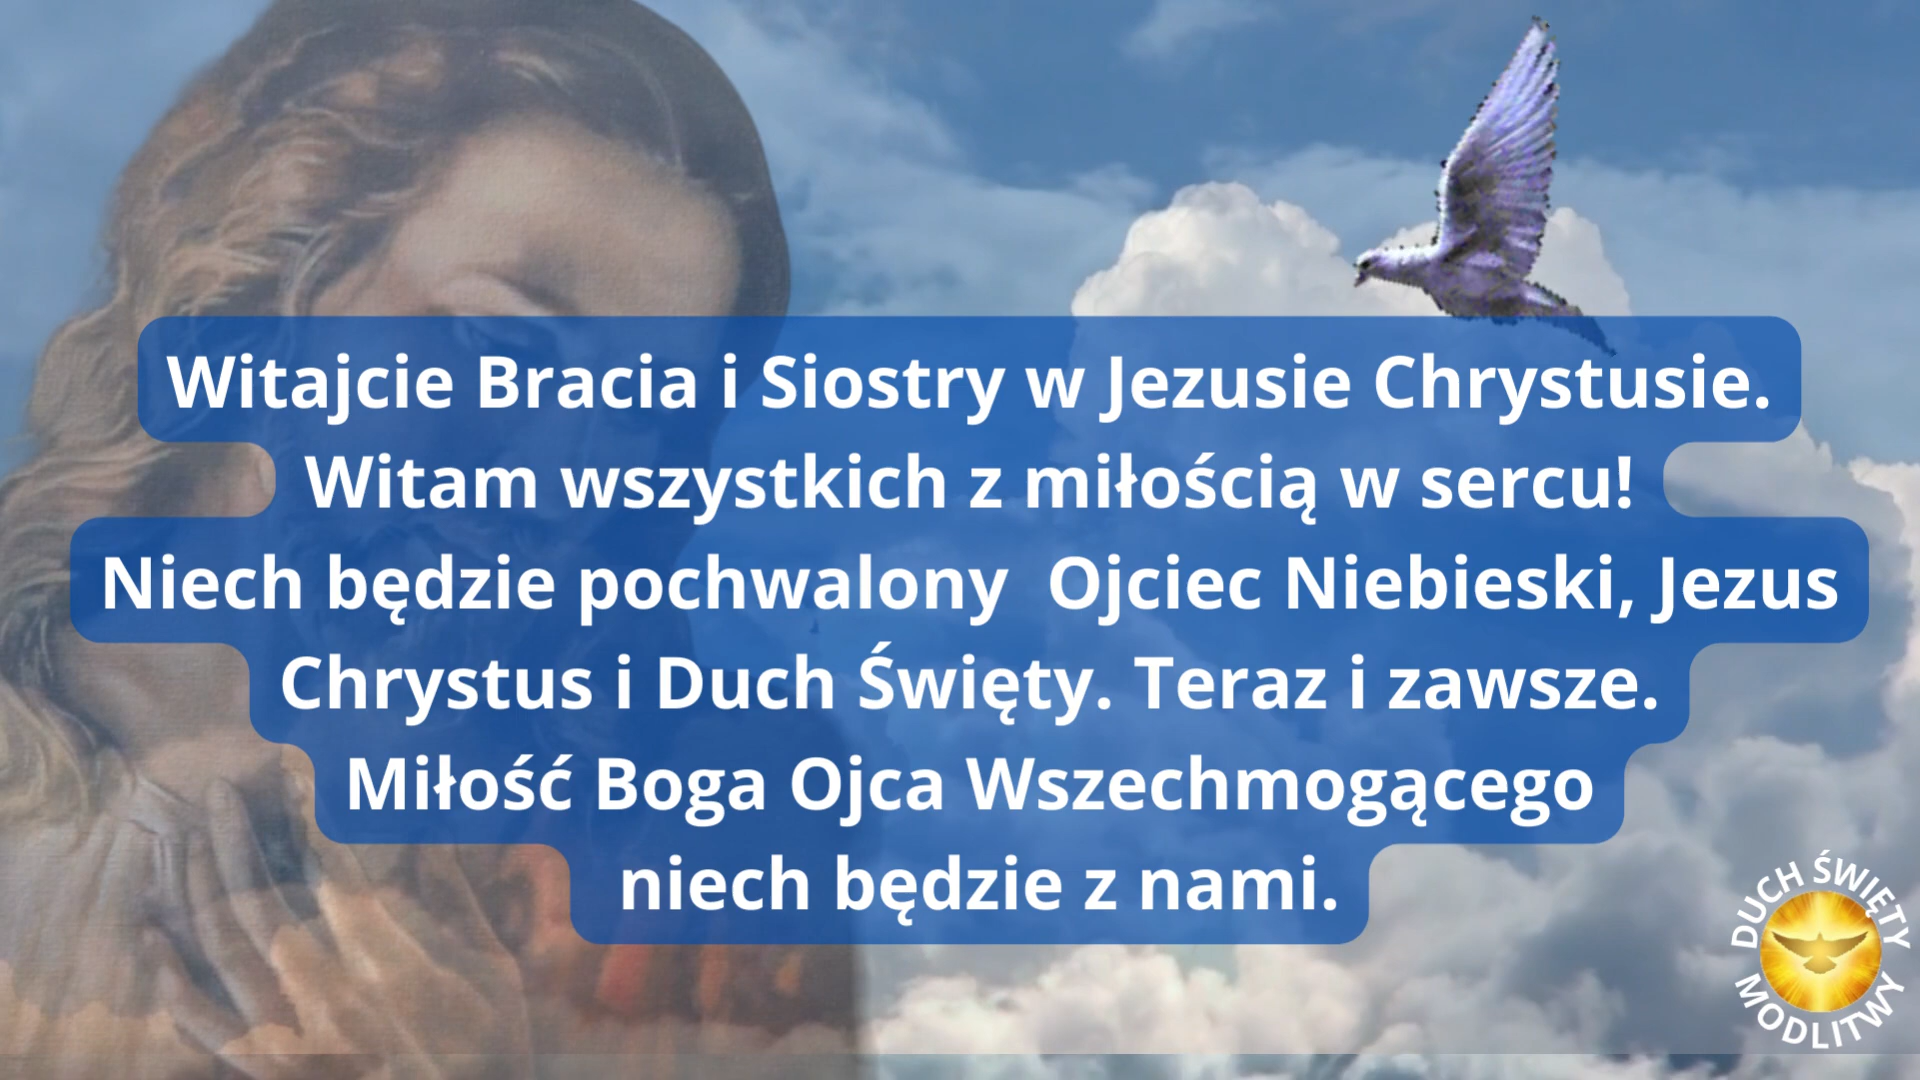 Witajcie Bracia i Siostry w Jezusie Chrystusie.
Witam wszystkich z miłością w sercu!
Niech będzie pochwalony  Ojciec Niebieski, Jezus
Chrystus i Duch Święty. Teraz i zawsze.
Miłość Boga Ojca Wszechmogącego
niech będzie z nami.
DUCH ŚWIĘTY
MODLITWY